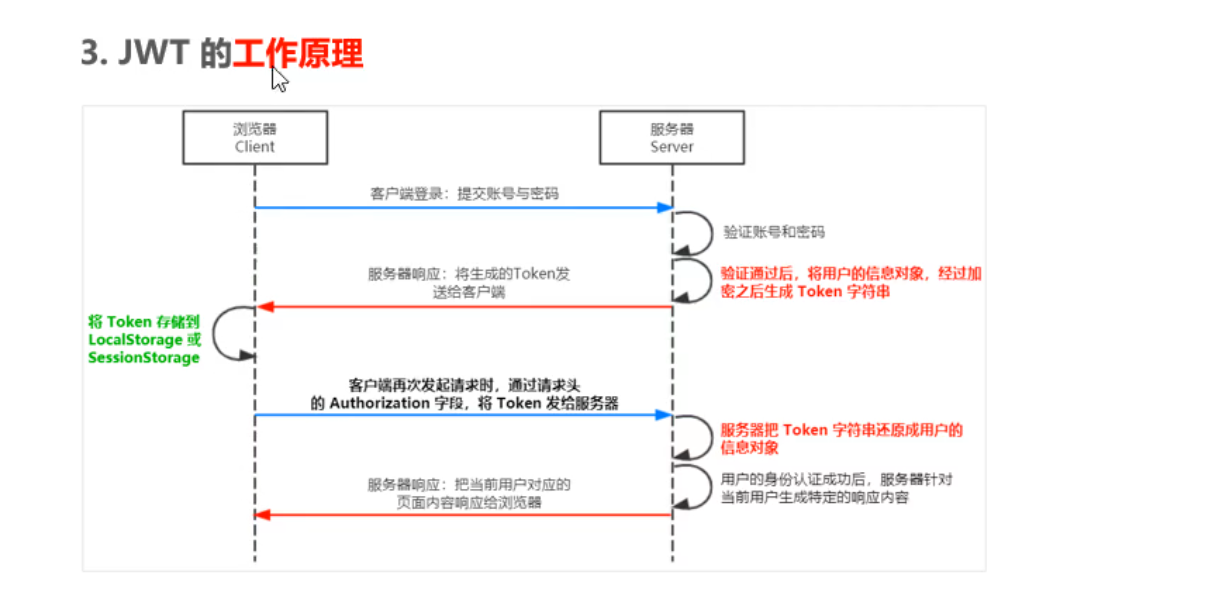 3. JWT 的工作原理
浏览器
Client
服务器
Server
客户端登录：提交账号与密码
验证账号和密码
验证通过后，将用户的信息对象，经过加
密之后生成 Token 字符串
服务器响应：将生成的Token发
送给客户端
将 Token 存储到
LocalStorage 或
SessionStorage
客户端再次发起请求时，通过请求头
的 Authorization 字段，将 Token 发给服务器
服务器把 Token 字符串还原成用户的
信息对象
用户的身份认证成功后，服务器针对
当前用户生成特定的响应内容
服务器响应：把当前用户对应的
页面内容响应给浏览器